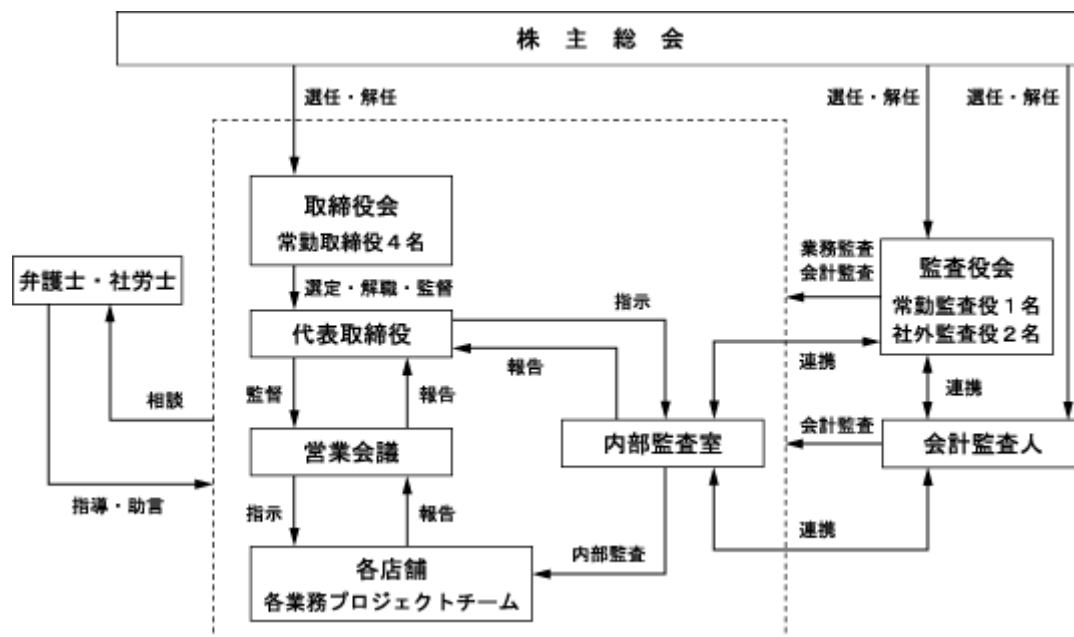 株主総会
選任・解任
選任・解任
選任・解任
取締役会
常勤取締役4名
業務監査
会計監査
監査役会
常勤監査役1名
社外監査役2名
弁護士・社労士
選定・解職・監督
指示
代表取締役
報告
連携
監督
報告
連携
相談
営業会議
内部監査室
会計監査
会計監査人
指導・助言
指示
報告
連携
内部監査
各店舗
各業務プロジェクトチーム